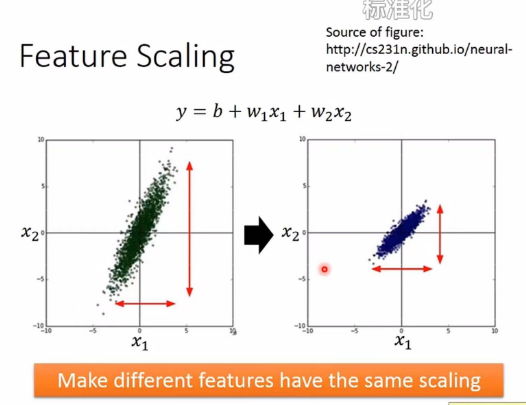 标准化
Source of figure:
http://cs231n.github.io/neural-
networks-2/
Feature Scaling
y = b + w₁x₁ + w₂x₂
10
5
x₂ 0
-5
-10
-10 -5 0 5 10
x₁
10
5
x₂ 0
-5
-10
-10 -5 0 5 10
x₁
Make different features have the same scaling